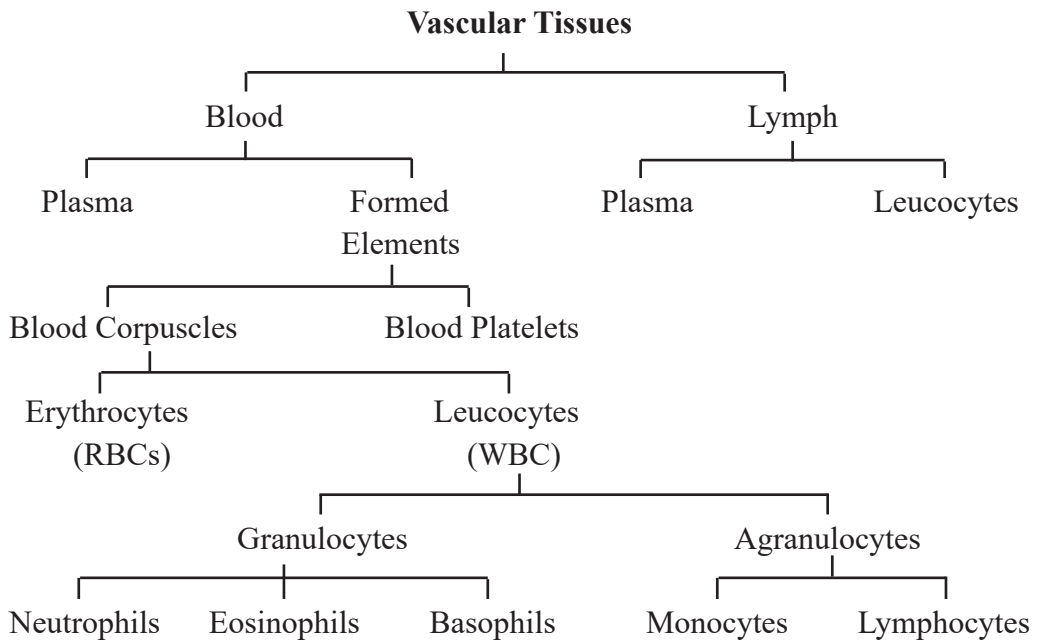 Vascular Tissues
Blood Lymph
Plasma Formed Plasma Leucocytes
Elements
Blood Corpuscles Blood Platelets
Erythrocytes Leucocytes
(RBCs) (WBC)
Granulocytes Agranulocytes
Neutrophils Eosinophils Basophils Monocytes Lymphocytes